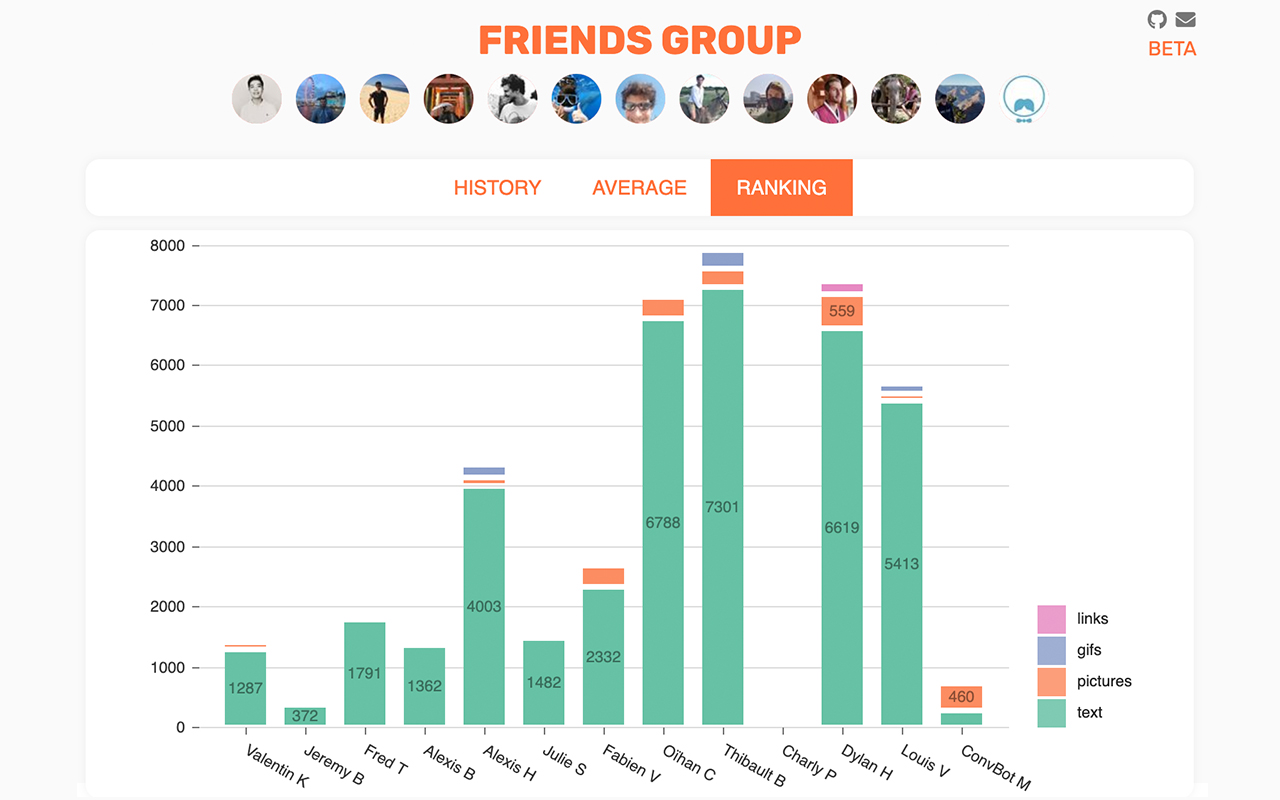 FRIENDS GROUP
BETA
HISTORY AVERAGE RANKING
8000
7000
6000
5000
4000
3000
2000
1000
0
559
6788
7301
6619
5413
4003
2332
1287
372
1791
1362
1482
460
links
gifs
pictures
text
Valentin K
Jeremy B
Fred T
Alexis B
Alexis H
Julie S
Fabien V
Oïhan C
Thibault B
Charly P
Dylan H
Louis V
ConvBot M